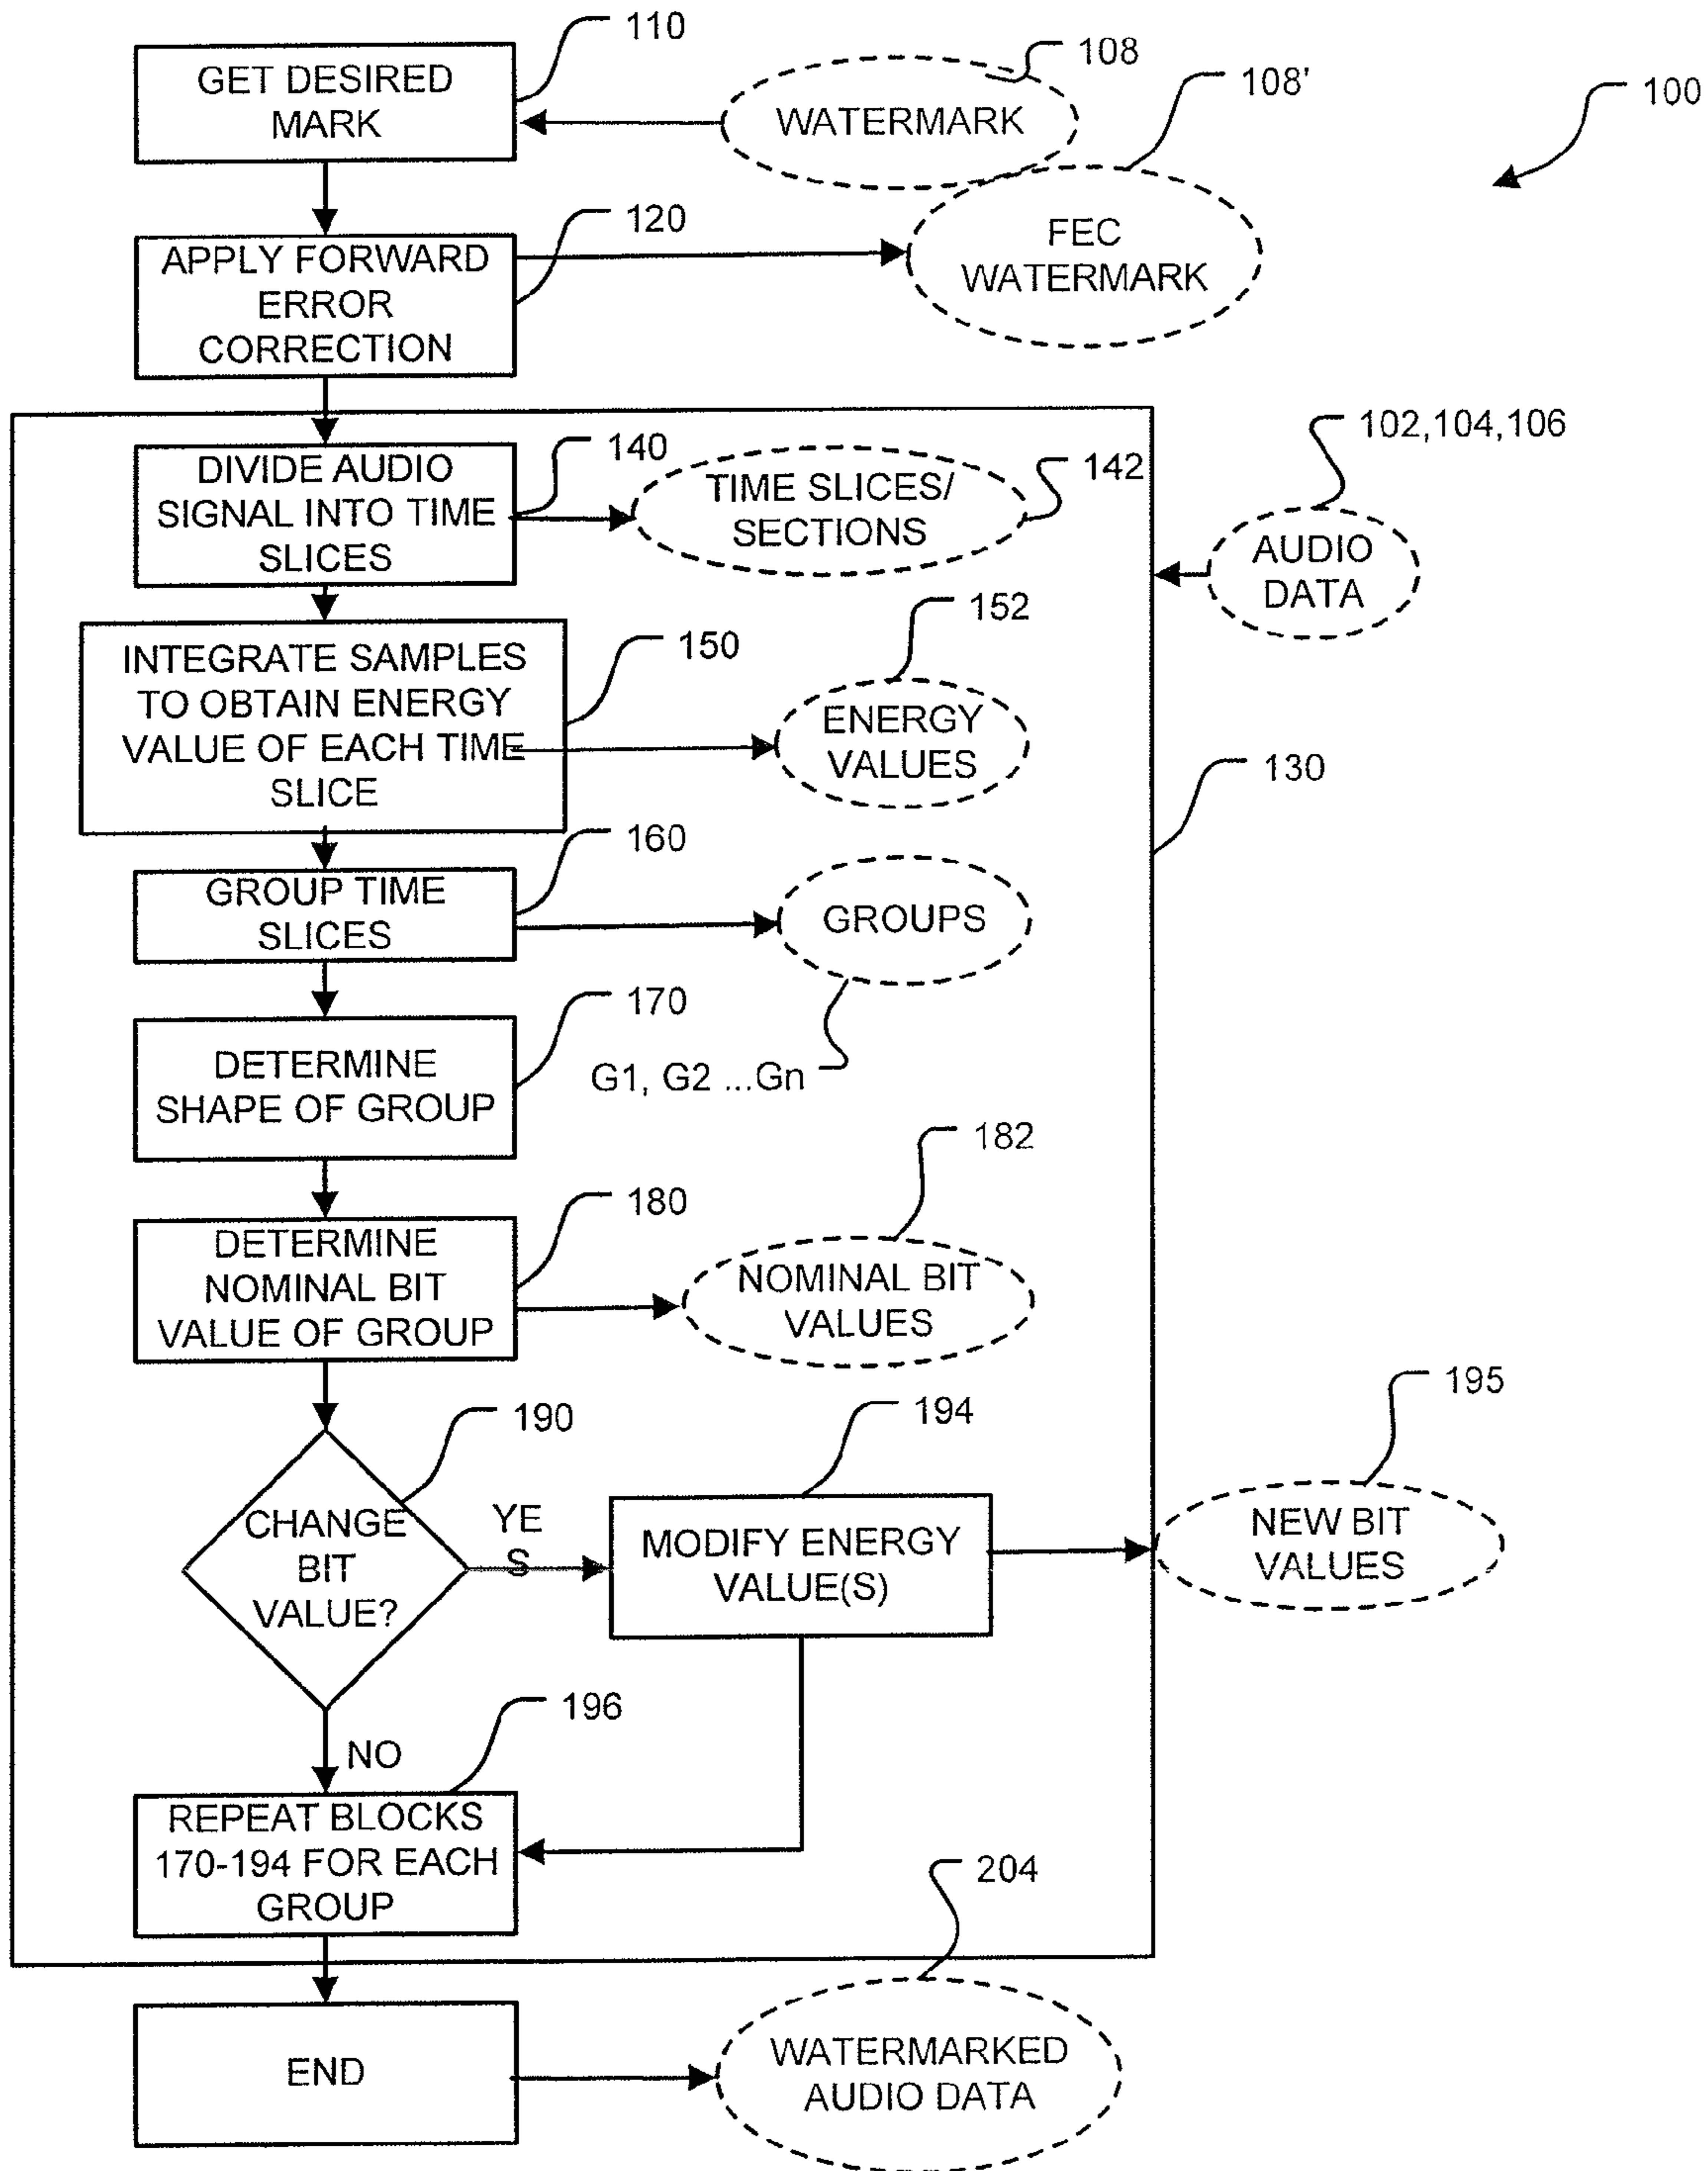 110
GET DESIRED
MARK
108
WATERMARK
108'
100
120
APPLY FORWARD
ERROR
CORRECTION
FEC
WATERMARK
102,104,106
140
DIVIDE AUDIO
SIGNAL INTO TIME
SLICES
TIME SLICES/
SECTIONS
142
AUDIO
DATA
152
150
INTEGRATE SAMPLES
TO OBTAIN ENERGY
VALUE OF EACH TIME
SLICE
ENERGY
VALUES
130
160
GROUP TIME
SLICES
GROUPS
170
DETERMINE
SHAPE OF GROUP
G1, G2 ...Gn
182
180
DETERMINE
NOMINAL BIT
VALUE OF GROUP
NOMINAL BIT
VALUES
195
190
194
CHANGE
BIT
VALUE?
YE
S
MODIFY ENERGY
VALUE(S)
NEW BIT
VALUES
196
NO
REPEAT BLOCKS
170-194 FOR EACH
GROUP
204
END
WATERMARKED
AUDIO DATA